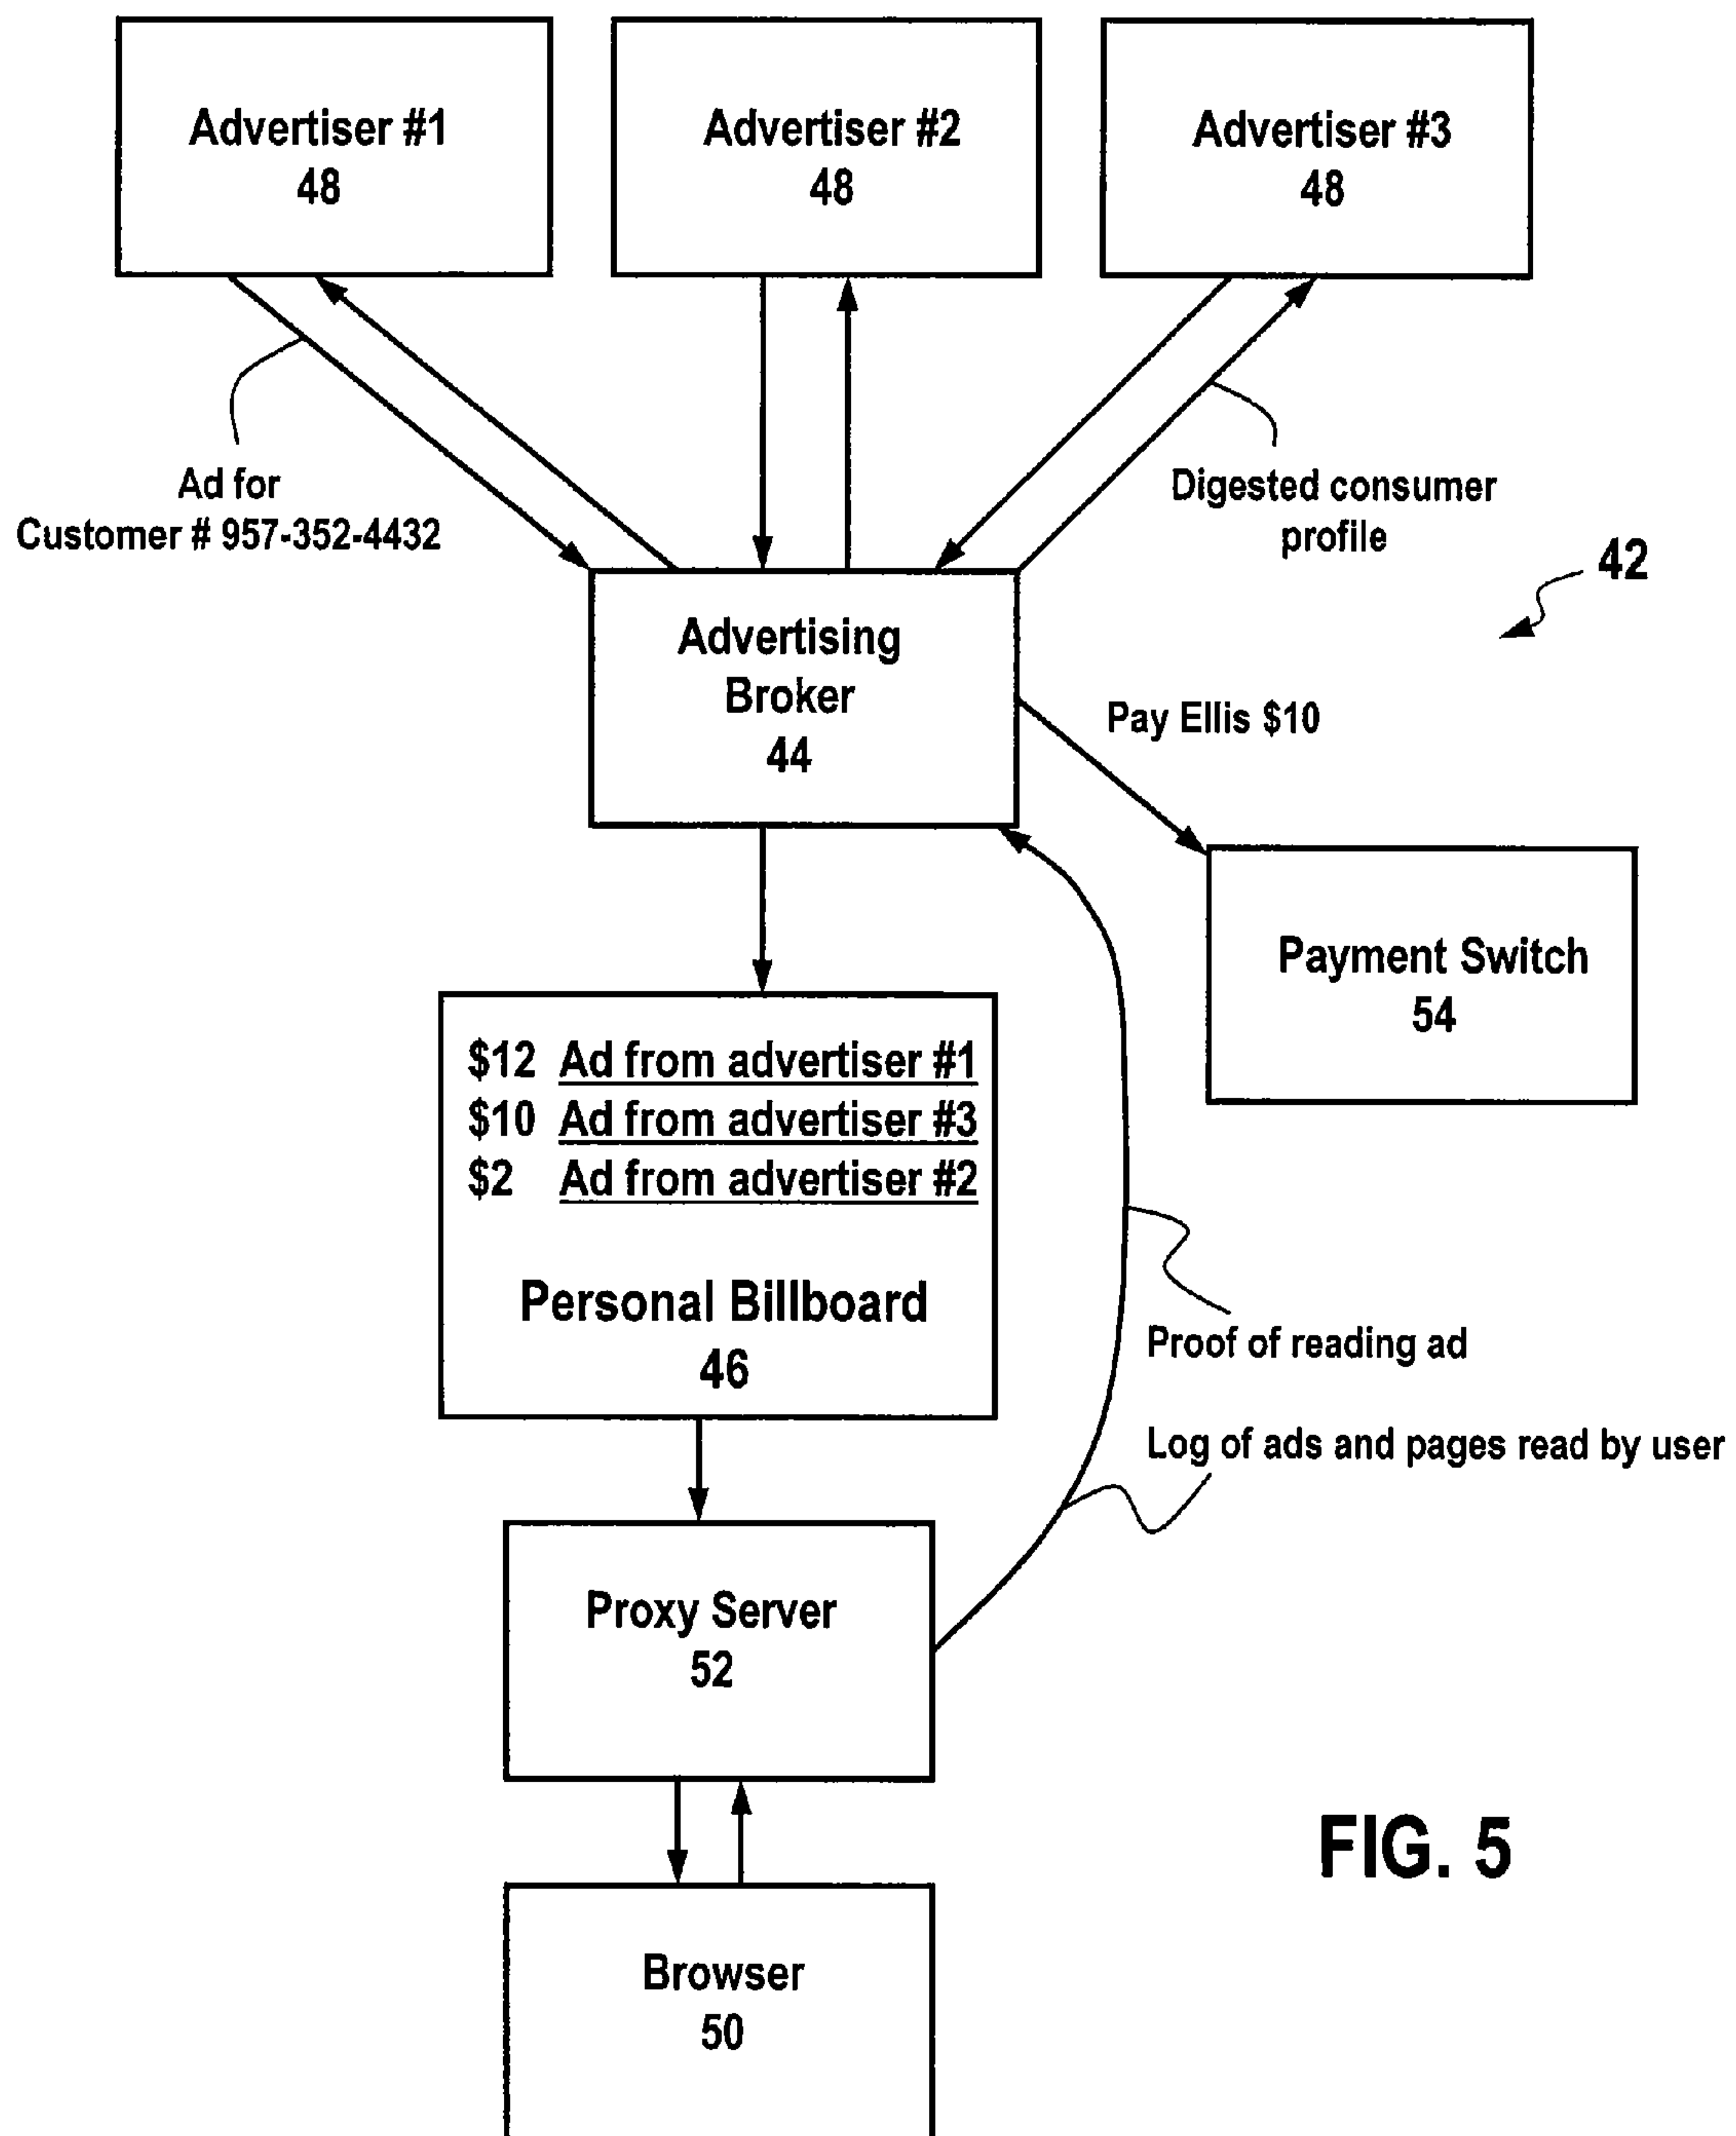 Advertiser #1
48
Advertiser #2
48
Advertiser #3
48
Ad for
Customer # 957-352-4432
Digested consumer
profile
42
Advertising
Broker
44
Pay Ellis $10
Payment Switch
54
$12 Ad from advertiser #1
$10 Ad from advertiser #3
$2 Ad from advertiser #2
Personal Billboard
46
Proof of reading ad
Log of ads and pages read by user
Proxy Server
52
Browser
50
FIG. 5